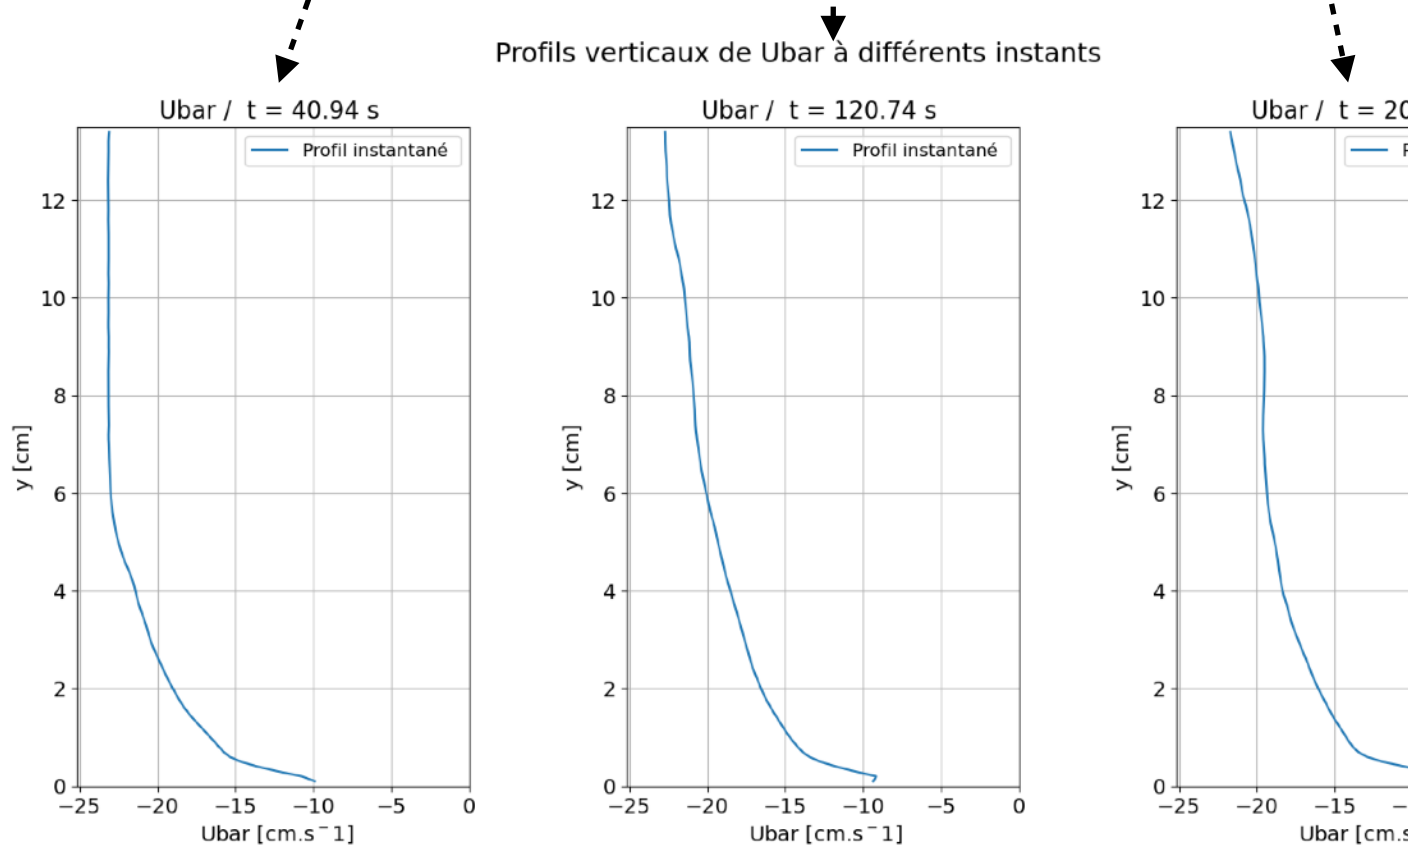 Profils verticaux de Ubar à différents instants
Ubar / t = 40.94 s
Profil instantané
12
10
8
6
4
2
0
y [cm]
−25 −20 −15 −10 −5 0
Ubar [cm.s⁻1]
Ubar / t = 120.74 s
Profil instantané
12
10
8
6
4
2
0
y [cm]
−25 −20 −15 −10 −5 0
Ubar [cm.s⁻1]
Ubar / t = 20
12
10
8
6
4
2
0
y [cm]
−25 −20 −15 −10
Ubar [cm.s